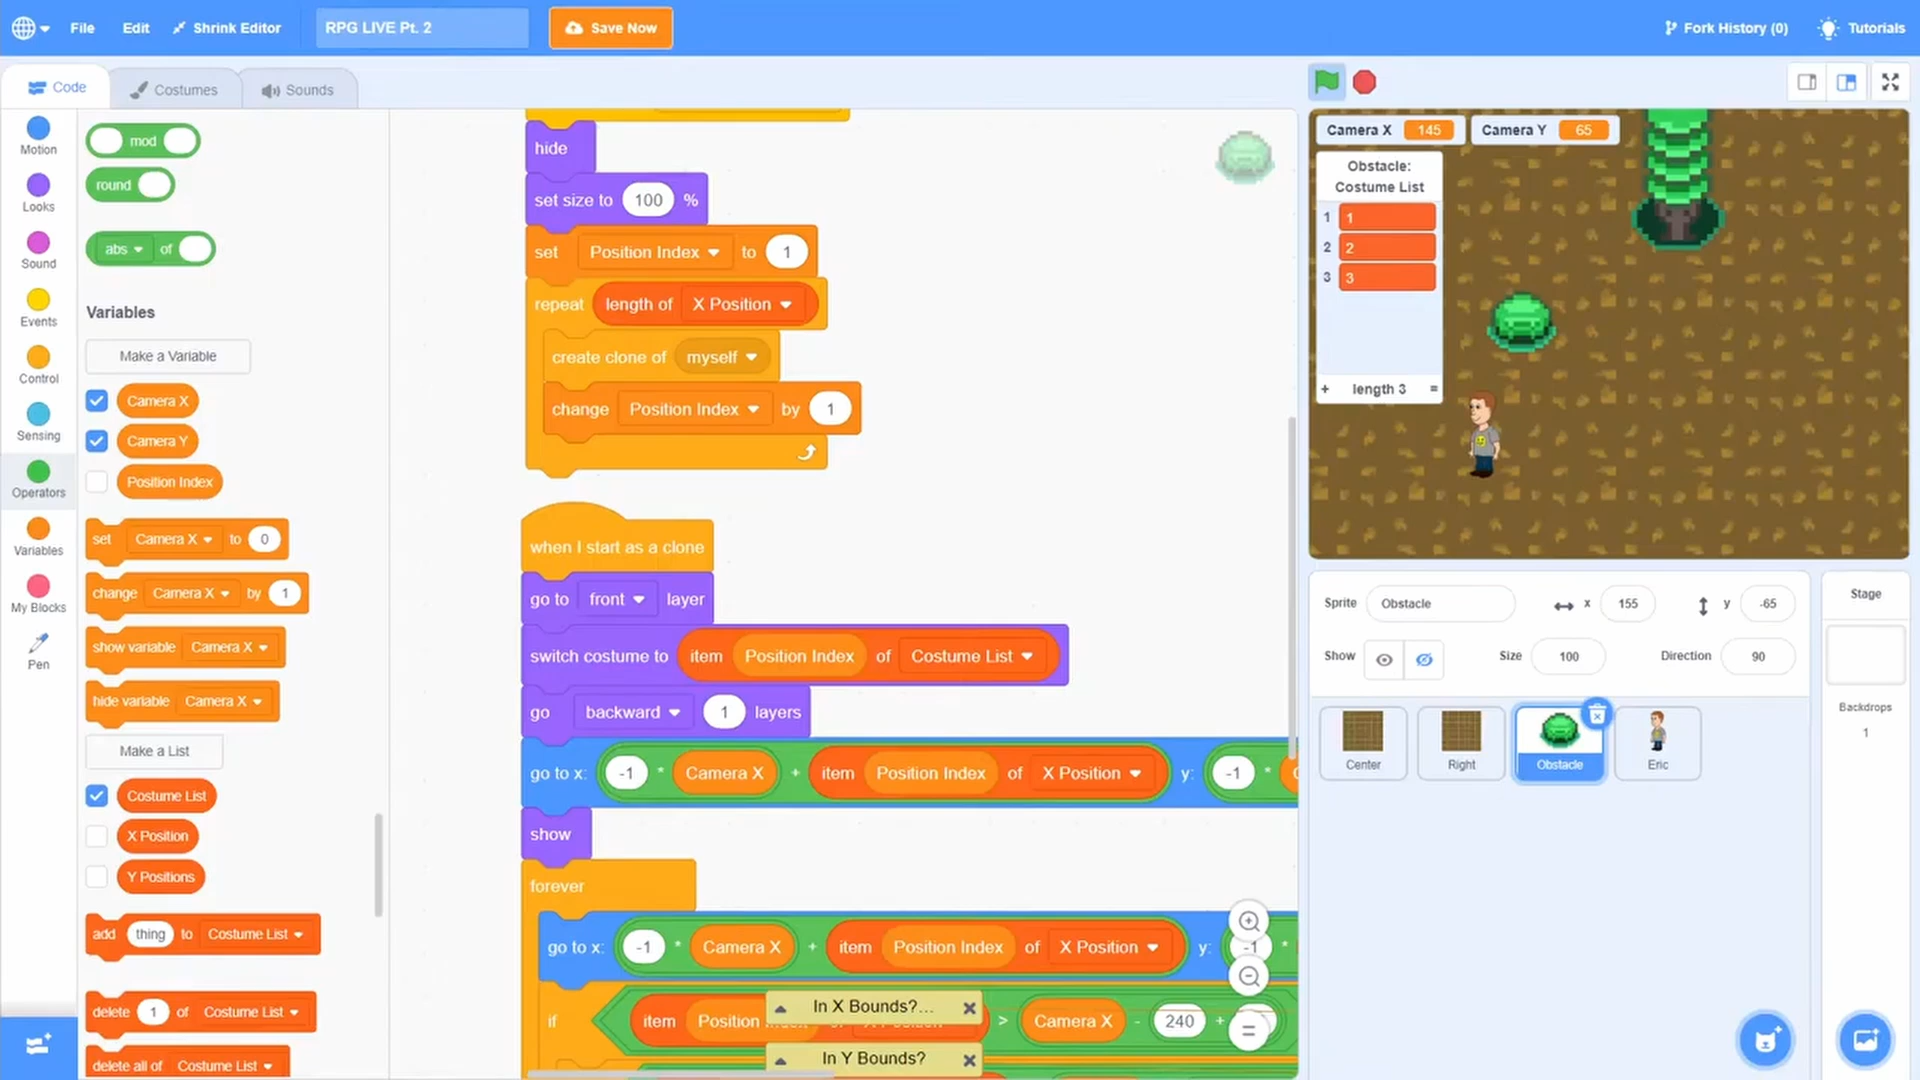 File Edit Shrink Editor RPG LIVE Pt. 2 Save Now Fork History (0) Tutorials
Code Costumes Sounds
Motion
Looks
Sound
Events
Control
Sensing
Operators
Variables
My Blocks
Pen
mod
round
abs of
Variables
Make a Variable
Camera X
Camera Y
Position Index
set Camera X to 0
change Camera X by 1
show variable Camera X
hide variable Camera X
Make a List
Costume List
X Position
Y Positions
add thing to Costume List
delete 1 of Costume List
delete all of Costume List
hide
set size to 100 %
set Position Index to 1
repeat length of X Position
create clone of myself
change Position Index by 1
when I start as a clone
go to front layer
switch costume to item Position Index of Costume List
go backward 1 layers
go to x: -1 * Camera X + item Position Index of X Position y: -1 *
show
forever
go to x: -1 * Camera X + item Position Index of X Position y: -1 *
if item Position > Camera X - 240 +
In X Bounds?...
In Y Bounds?
Camera X 145 Camera Y 65
Obstacle:
Costume List
1 1
2 2
3 3
+ length 3 =
Sprite Obstacle x 155 y -65
Show Size 100 Direction 90
Center Right Obstacle Eric
Stage
Backdrops
1